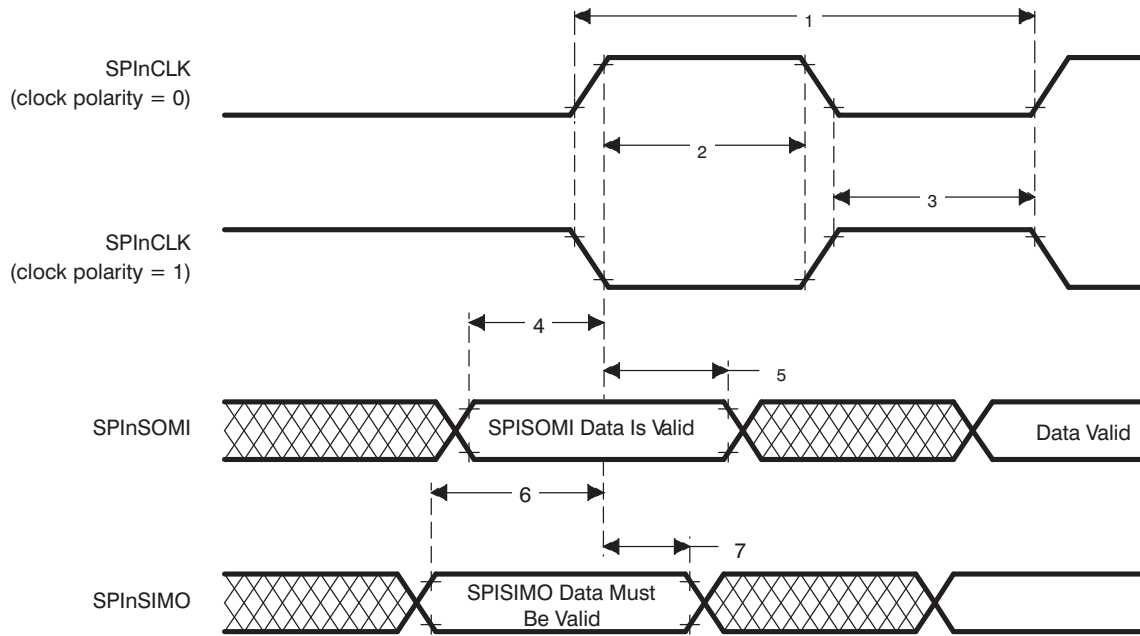 1
SPInCLK
(clock polarity = 0)
2
3
SPInCLK
(clock polarity = 1)
4
5
SPInSOMI
SPISOMI Data Is Valid
Data Valid
6
7
SPInSIMO
SPISIMO Data Must
Be Valid